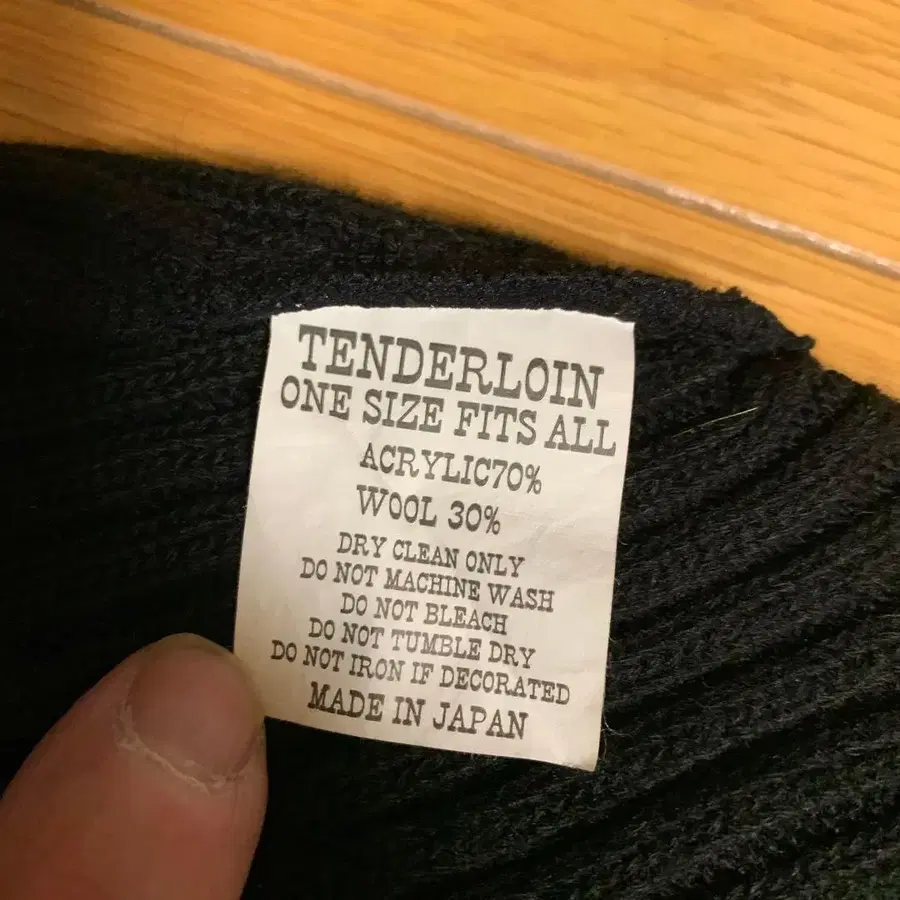 TENDERLOIN
ONE SIZE FITS ALL
ACRYLIC70%
WOOL 30%
DRY CLEAN ONLY
DO NOT MACHINE WASH
DO NOT BLEACH
DO NOT TUMBLE DRY
DO NOT IRON IF DECORATED
MADE IN JAPAN